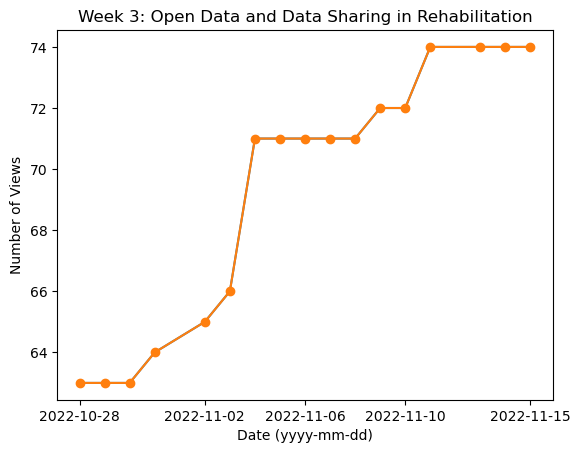 Week 3: Open Data and Data Sharing in Rehabilitation
Number of Views
74
72
70
68
66
64
2022-10-28 2022-11-02 2022-11-06 2022-11-10 2022-11-15
Date (yyyy-mm-dd)